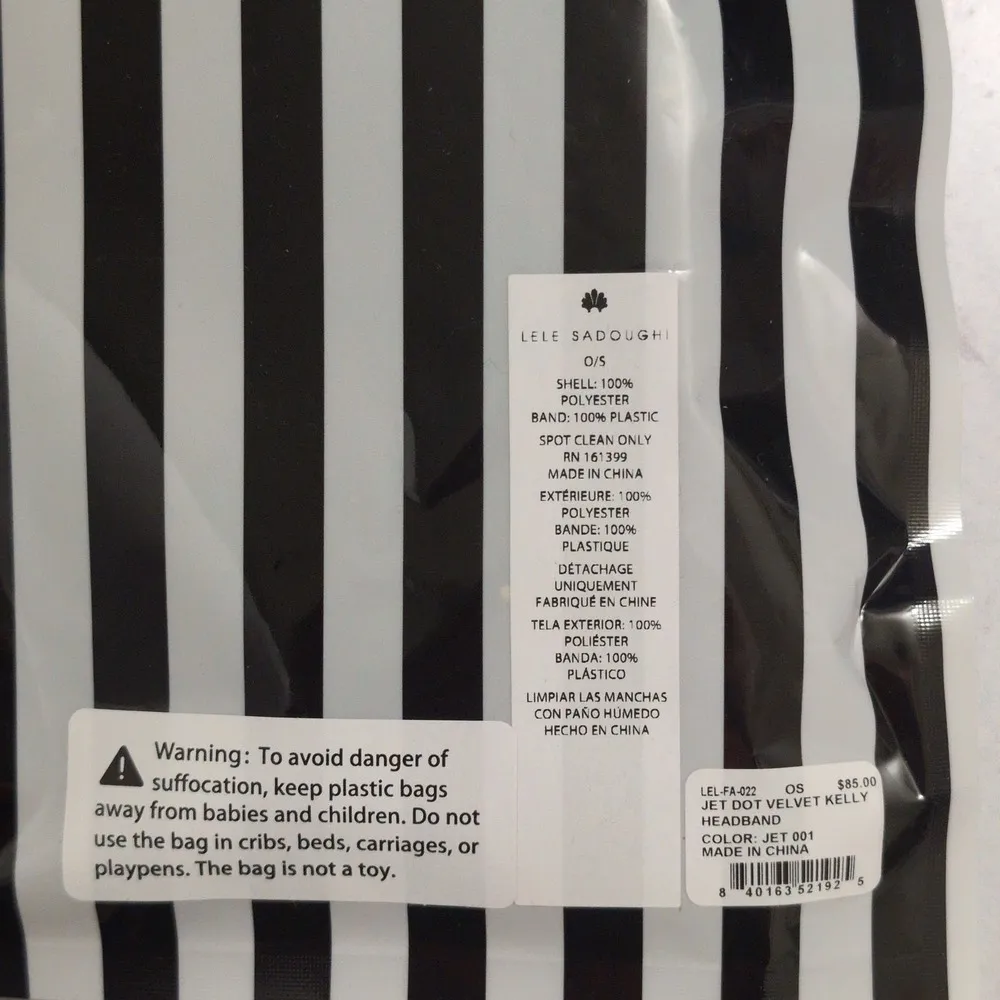 LELE SADOUGHI
O/S
SHELL: 100%
POLYESTER
BAND: 100% PLASTIC
SPOT CLEAN ONLY
RN 161399
MADE IN CHINA
EXTÉRIEURE: 100%
POLYESTER
BANDE: 100%
PLASTIQUE
DÉTACHAGE
UNIQUEMENT
FABRIQUÉ EN CHINE
TELA EXTERIOR: 100%
POLIÉSTER
BANDA: 100%
PLÁSTICO
LIMPIAR LAS MANCHAS
CON PAÑO HÚMEDO
HECHO EN CHINA
Warning: To avoid danger of
suffocation, keep plastic bags
away from babies and children. Do not
use the bag in cribs, beds, carriages, or
playpens. The bag is not a toy.
LEL-FA-022 OS $85.00
JET DOT VELVET KELLY
HEADBAND
COLOR: JET 001
MADE IN CHINA
8 40163 52192 5